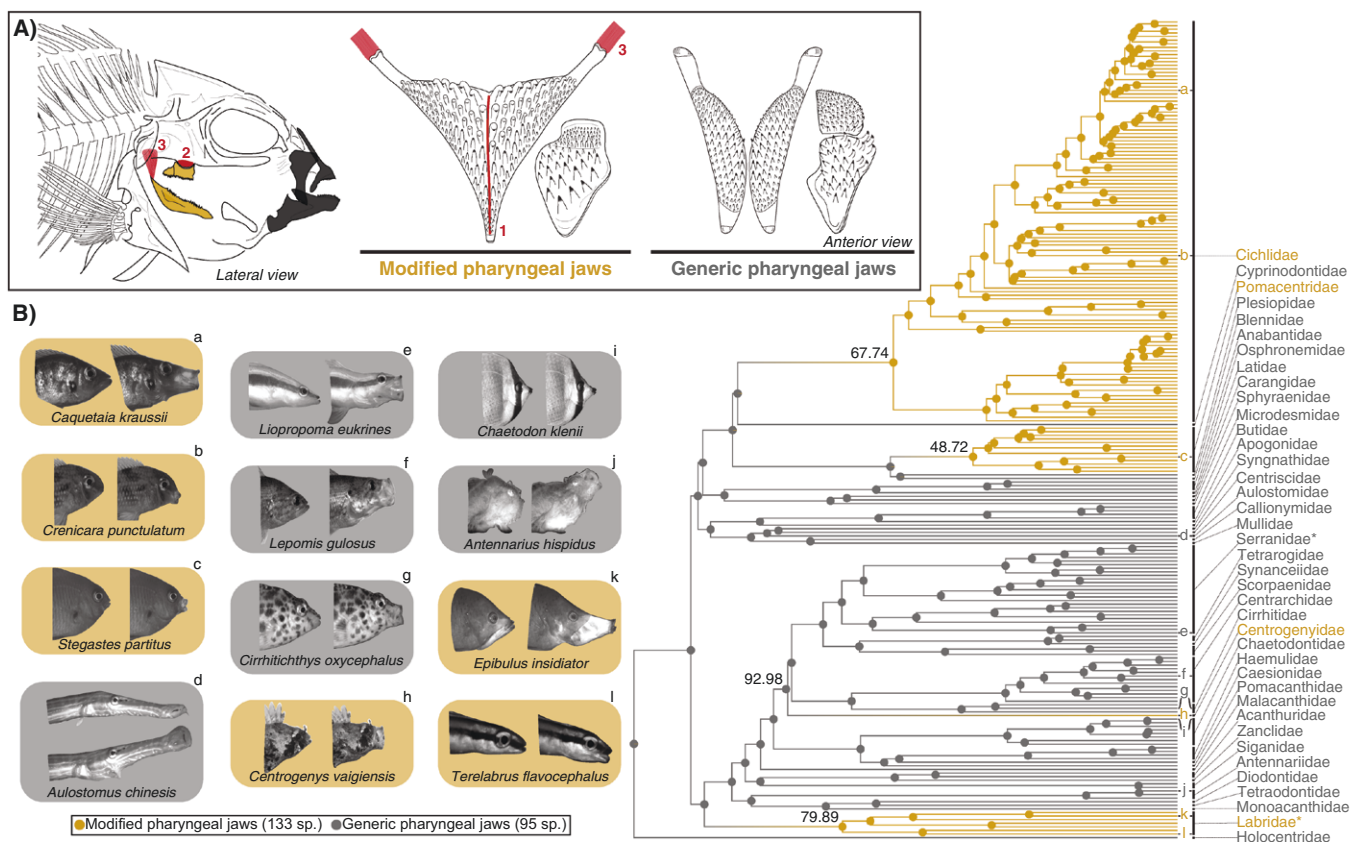 A)
3
2
Lateral view
3
1
Modified pharyngeal jaws
Anterior view
Generic pharyngeal jaws
B)
a
Caquetaia kraussii
b
Crenicara punctulatum
c
Stegastes partitus
d
Aulostomus chinesis
e
Liopropoma eukrines
f
Lepomis gulosus
g
Cirrhitichthys oxycephalus
h
Centrogenys vaigiensis
i
Chaetodon klenii
j
Antennarius hispidus
k
Epibulus insidiator
l
Terelabrus flavocephalus
Modified pharyngeal jaws (133 sp.) Generic pharyngeal jaws (95 sp.)
67.74
48.72
92.98
79.89
a
b
c
d
e
f
g
h
i
j
k
l
Cichlidae
Cyprinodontidae
Pomacentridae
Plesiopidae
Blennidae
Anabantidae
Osphronemidae
Latidae
Carangidae
Sphyraenidae
Microdesmidae
Butidae
Apogonidae
Syngnathidae
Centriscidae
Aulostomidae
Callionymidae
Mullidae
Serranidae*
Tetrarogidae
Synanceiidae
Scorpaenidae
Centrarchidae
Cirrhitidae
Centrogenyidae
Chaetodontidae
Haemulidae
Caesionidae
Pomacanthidae
Malacanthidae
Acanthuridae
Zanclidae
Siganidae
Antennariidae
Diodontidae
Tetraodontidae
Monoacanthidae
Labridae*
Holocentridae